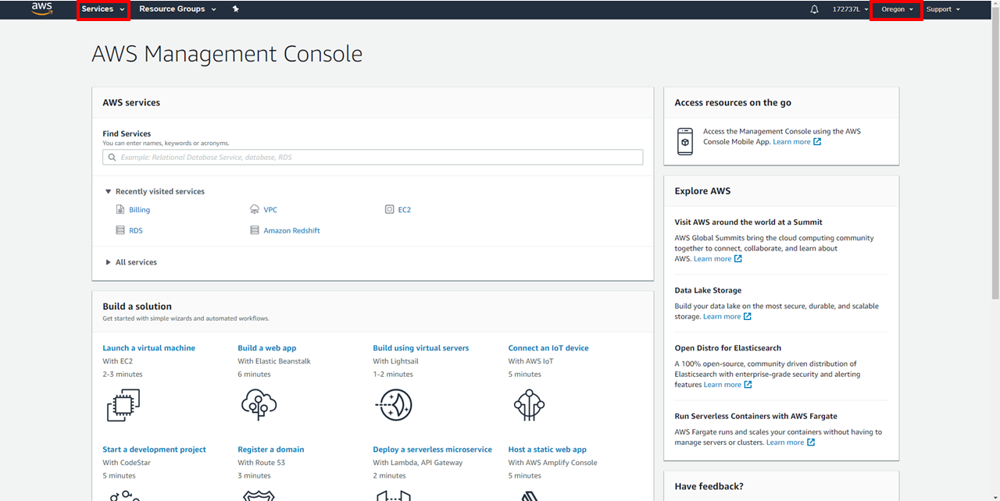 aws
Services
Resource Groups
172737L
Oregon
Support
AWS Management Console
AWS services
Find Services
You can enter names, keywords or acronyms.
Example: Relational Database Service, database, RDS
Recently visited services
Billing
VPC
EC2
RDS
Amazon Redshift
All services
Build a solution
Get started with simple wizards and automated workflows.
Launch a virtual machine
With EC2
2-3 minutes
Build a web app
With Elastic Beanstalk
6 minutes
Build using virtual servers
With Lightsail
1-2 minutes
Connect an IoT device
With AWS IoT
5 minutes
Start a development project
With CodeStar
5 minutes
Register a domain
With Route 53
3 minutes
Deploy a serverless microservice
With Lambda, API Gateway
2 minutes
Host a static web app
With AWS Amplify Console
5 minutes
Access resources on the go
Access the Management Console using the AWS
Console Mobile App. Learn more
Explore AWS
Visit AWS around the world at a Summit
AWS Global Summits bring the cloud computing community
together to connect, collaborate, and learn about
AWS. Learn more
Data Lake Storage
Build your data lake on the most secure, durable, and scalable
storage. Learn more
Open Distro for Elasticsearch
A 100% open-source, community driven distribution of
Elasticsearch with enterprise-grade security and alerting
features Learn more
Run Serverless Containers with AWS Fargate
AWS Fargate runs and scales your containers without having to
manage servers or clusters. Learn more
Have feedback?